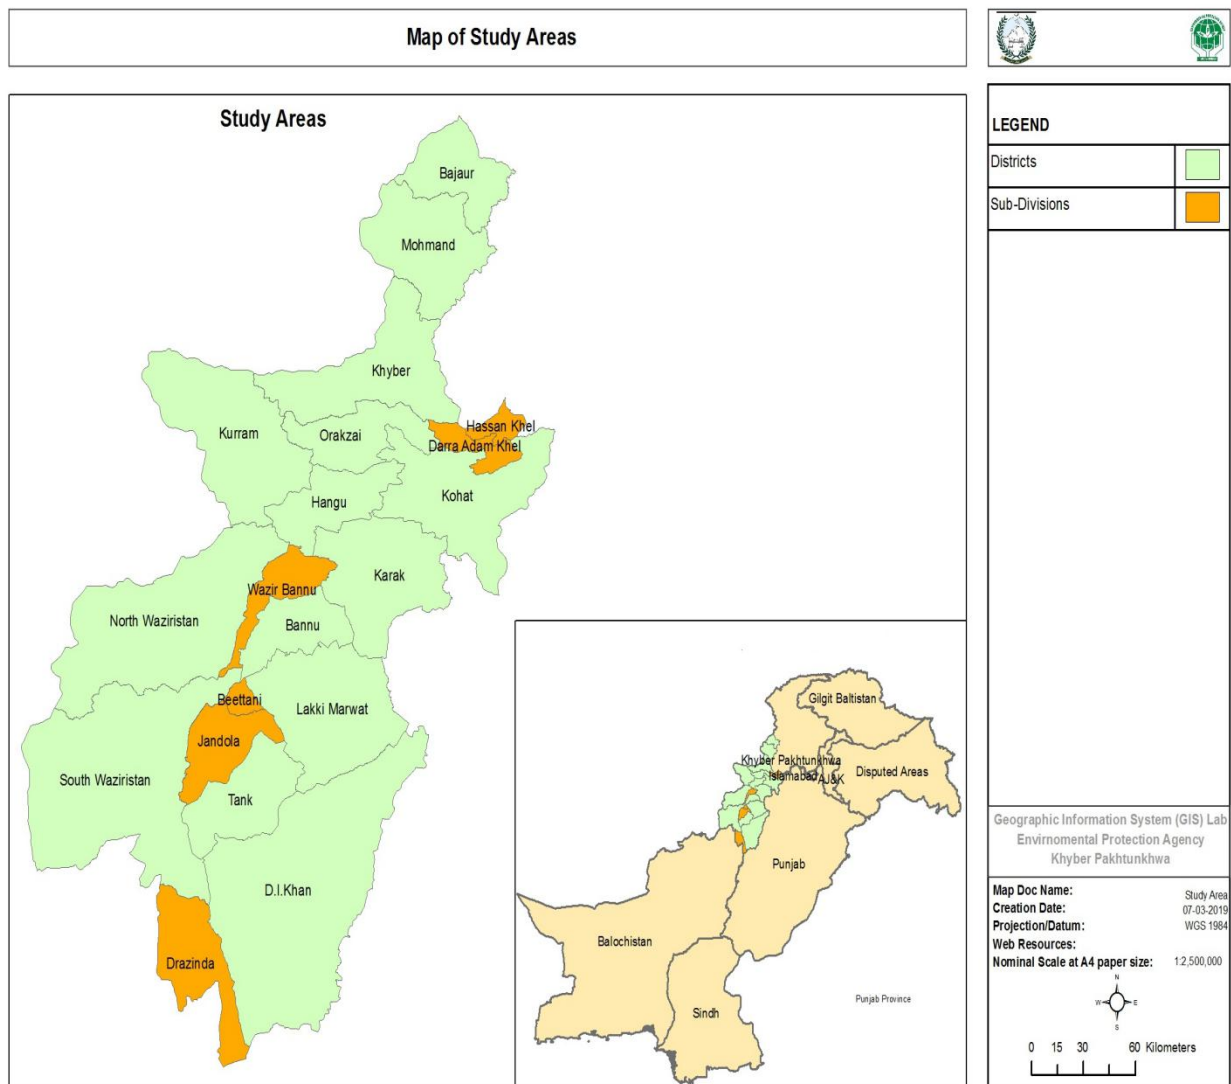 Map of Study Areas
Study Areas
Bajaur
Mohmand
Khyber
Kurram
Orakzai
Hassan Khel
Darra Adam Khel
Hangu
Kohat
Wazir Bannu
Karak
North Waziristan
Bannu
Beettani
Lakki Marwat
Jandola
South Waziristan
Tank
D.I.Khan
Drazinda
Gilgit Baltistan
Khyber Pakhtunkhwa
Islamabad
AJ&K
Disputed Areas
Punjab
Balochistan
Sindh
Punjab Province
LEGEND
Districts
Sub-Divisions
Geographic Information System (GIS) Lab
Envirnomental Protection Agency
Khyber Pakhtunkhwa
Map Doc Name: Study Area
Creation Date: 07-03-2019
Projection/Datum: WGS 1984
Web Resources:
Nominal Scale at A4 paper size: 1:2,500,000
N
W E
S
0 15 30 60 Kilometers